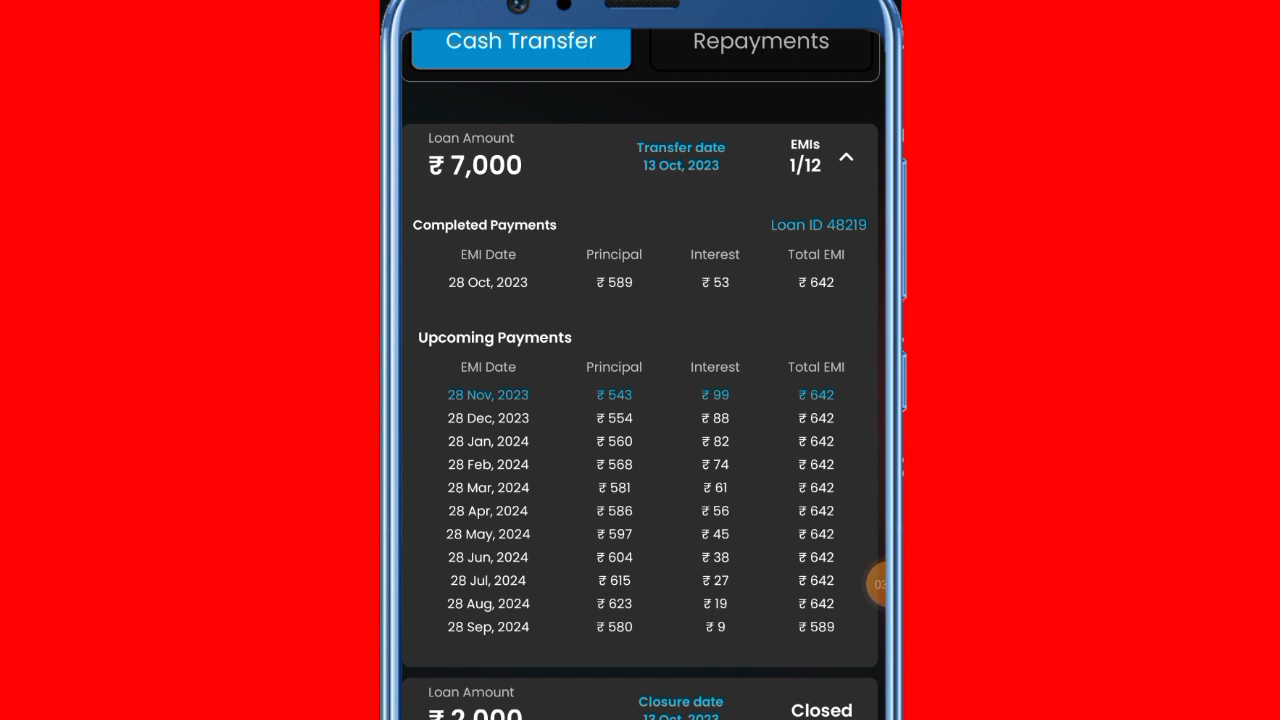 Cash Transfer Repayments
Loan Amount
₹ 7,000
Transfer date
13 Oct, 2023
EMIs
1/12
Completed Payments Loan ID 48219
EMI Date Principal Interest Total EMI
28 Oct, 2023 ₹ 589 ₹ 53 ₹ 642
Upcoming Payments
EMI Date Principal Interest Total EMI
28 Nov, 2023 ₹ 543 ₹ 99 ₹ 642
28 Dec, 2023 ₹ 554 ₹ 88 ₹ 642
28 Jan, 2024 ₹ 560 ₹ 82 ₹ 642
28 Feb, 2024 ₹ 568 ₹ 74 ₹ 642
28 Mar, 2024 ₹ 581 ₹ 61 ₹ 642
28 Apr, 2024 ₹ 586 ₹ 56 ₹ 642
28 May, 2024 ₹ 597 ₹ 45 ₹ 642
28 Jun, 2024 ₹ 604 ₹ 38 ₹ 642
28 Jul, 2024 ₹ 615 ₹ 27 ₹ 642
28 Aug, 2024 ₹ 623 ₹ 19 ₹ 642
28 Sep, 2024 ₹ 580 ₹ 9 ₹ 589
Loan Amount
₹ 2,000
Closure date
13 Oct, 2023
Closed